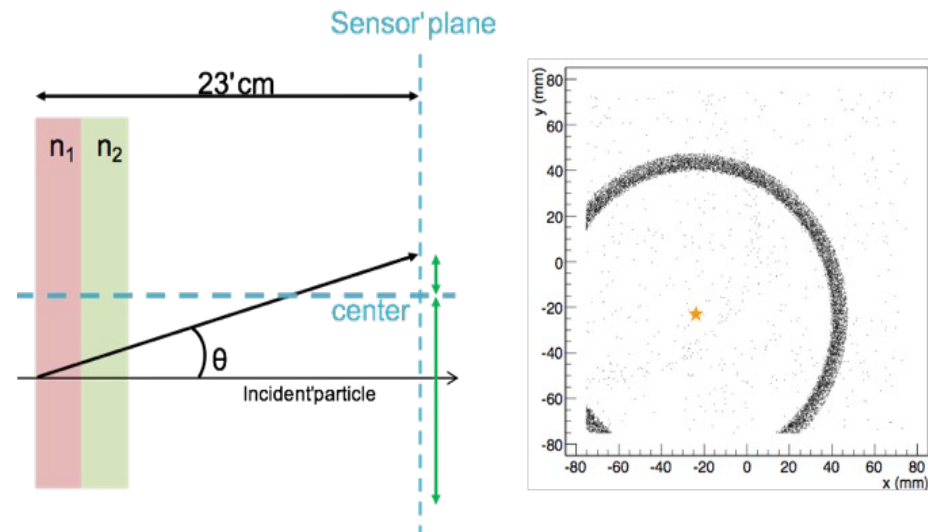 Sensor'plane
23'cm
n1 n2
center
θ
Incident'particle
y (mm)
80
60
40
20
0
-20
-40
-60
-80
-80 -60 -40 -20 0 20 40 60 80
x (mm)